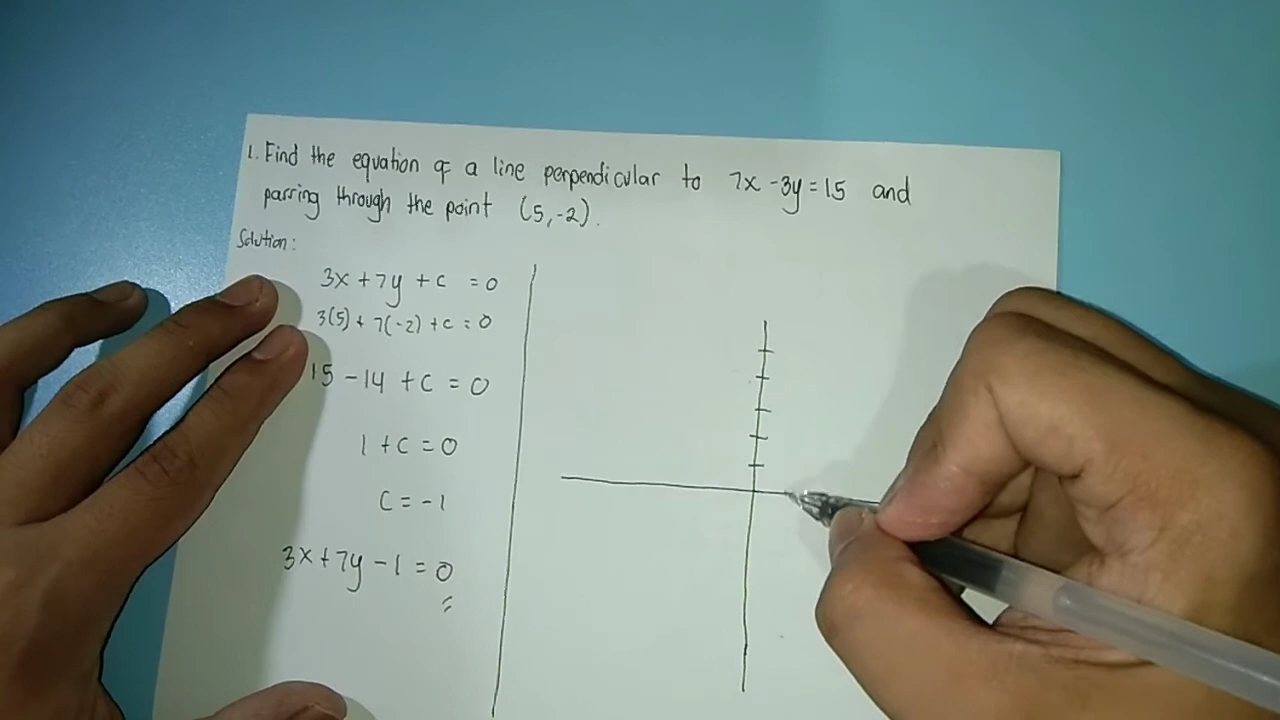 1. Find the equation of a line perpendicular to 7x - 3y = 15 and
passing through the point (5, -2).
Solution:
3x + 7y + c = 0
3(5) + 7(-2) + c = 0
15 - 14 + c = 0
1 + c = 0
c = -1
3x + 7y - 1 = 0